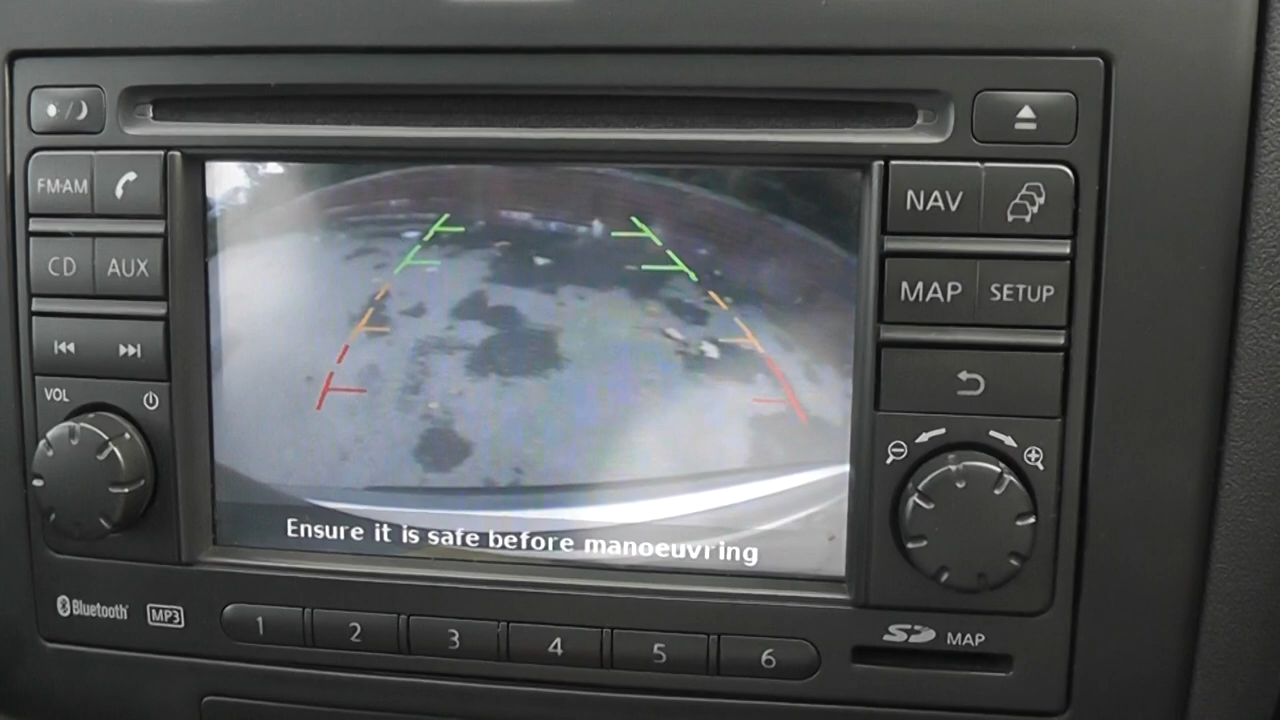 FM·AM
CD AUX
VOL
NAV
MAP SETUP
Ensure it is safe before manoeuvring
Bluetooth MP3
1 2 3 4 5 6
SD MAP